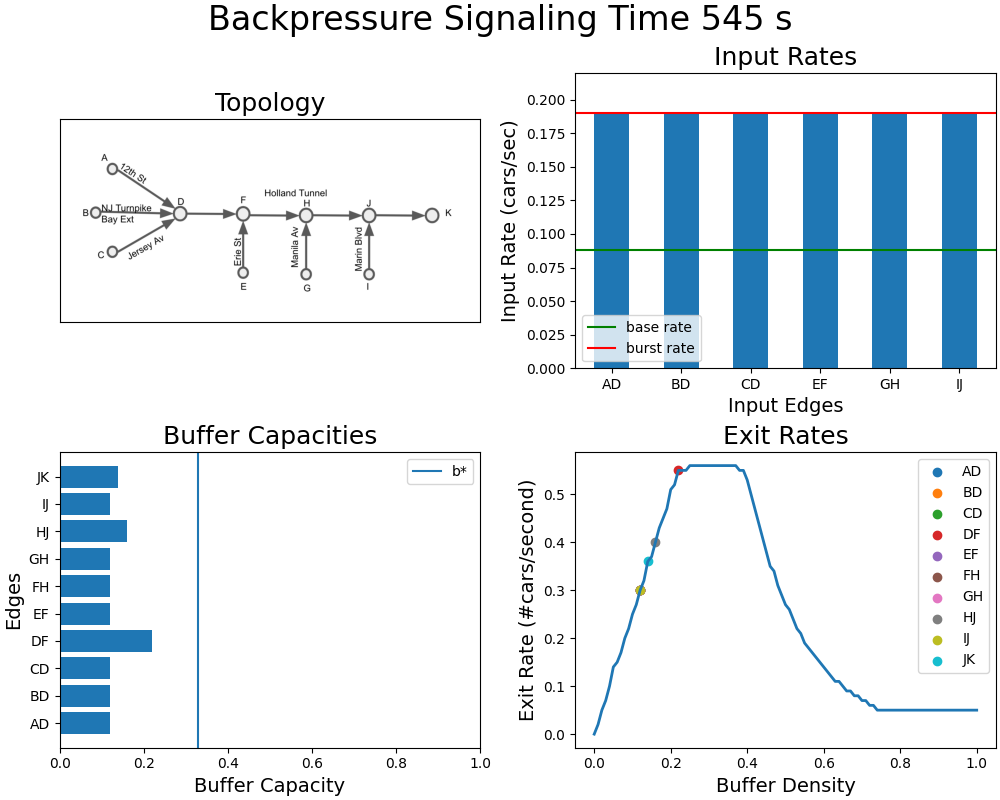 Backpressure Signaling Time 545 s
Topology
A
12th St
B
NJ Turnpike
Bay Ext
C
Jersey Av
D
F
Holland Tunnel
H
J
K
Erie St
Manila Av
Marin Blvd
E
G
I
Input Rates
Input Rate (cars/sec)
0.200
0.175
0.150
0.125
0.100
0.075
0.050
0.025
0.000
base rate
burst rate
AD BD CD EF GH IJ
Input Edges
Buffer Capacities
Edges
JK
IJ
HJ
GH
FH
EF
DF
CD
BD
AD
b*
0.0 0.2 0.4 0.6 0.8 1.0
Buffer Capacity
Exit Rates
Exit Rate (#cars/second)
0.5
0.4
0.3
0.2
0.1
0.0
AD
BD
CD
DF
EF
FH
GH
HJ
IJ
JK
0.0 0.2 0.4 0.6 0.8 1.0
Buffer Density